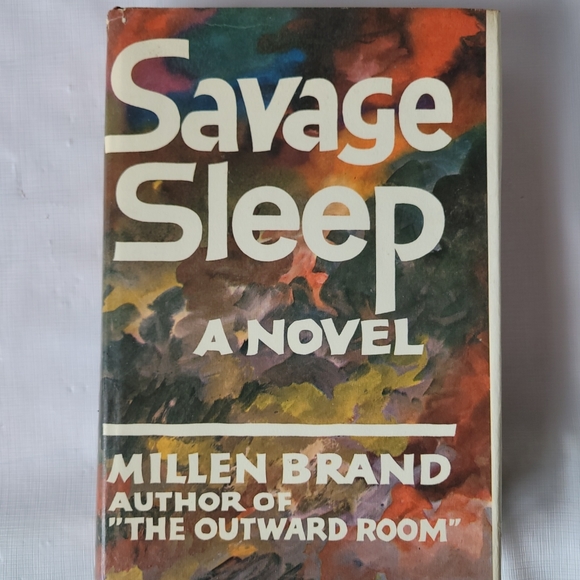 Savage
Sleep
A NOVEL
MILLEN BRAND
AUTHOR OF
"THE OUTWARD ROOM"